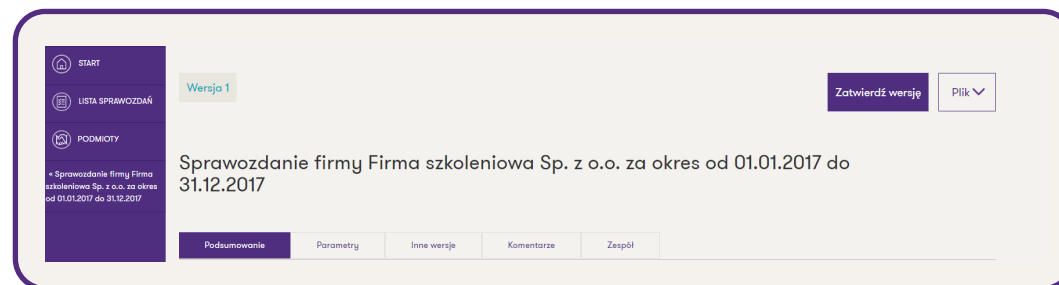 START
LISTA SPRAWOZDAŃ
PODMIOTY
« Sprawozdanie firmy Firma
szkoleniowa Sp. z o.o. za okres
od 01.01.2017 do 31.12.2017
Wersja 1
Zatwierdź wersję
Plik
Sprawozdanie firmy Firma szkoleniowa Sp. z o.o. za okres od 01.01.2017 do
31.12.2017
Podsumowanie
Parametry
Inne wersje
Komentarze
Zespół